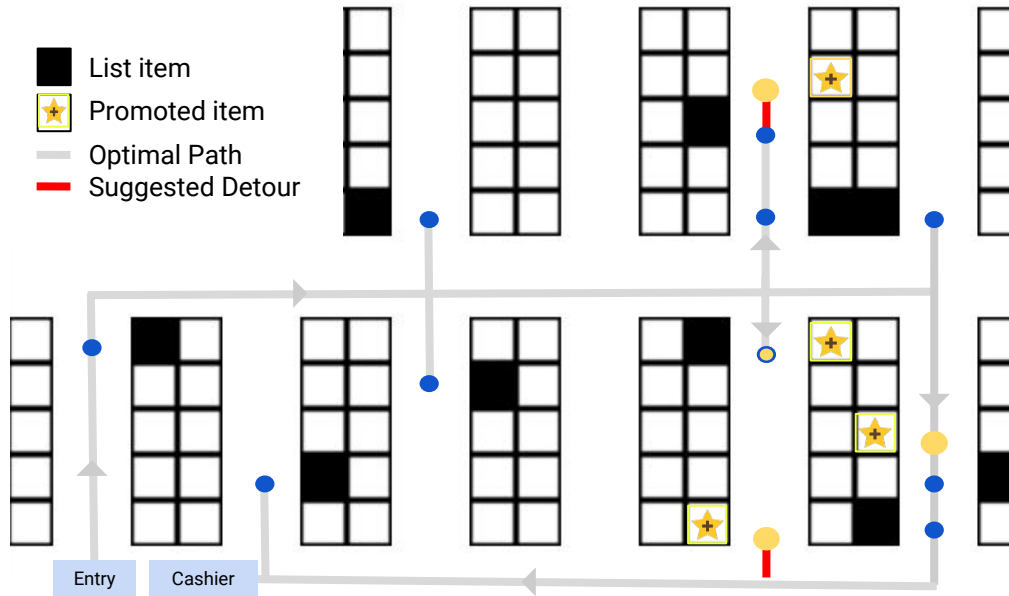 List item
Promoted item
Optimal Path
Suggested Detour
Entry
Cashier